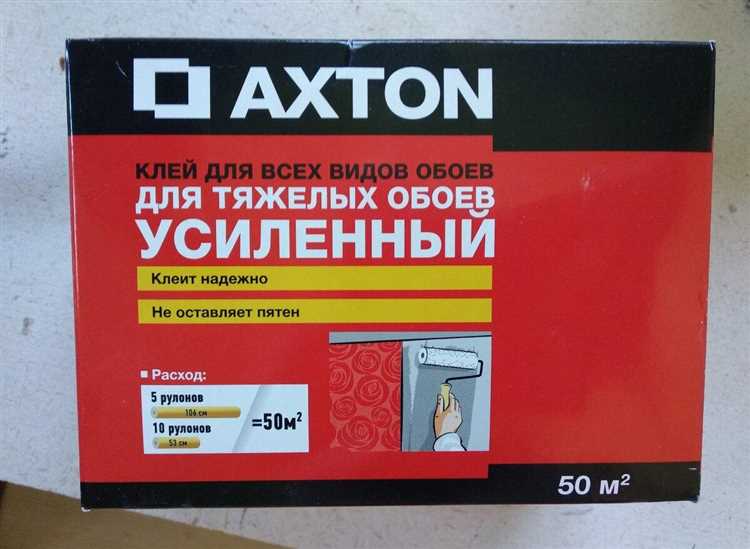 AXTON
КЛЕЙ ДЛЯ ВСЕХ ВИДОВ ОБОЕВ
ДЛЯ ТЯЖЕЛЫХ ОБОЕВ
УСИЛЕННЫЙ
Клеит надежно
Не оставляет пятен
Расход:
5 рулонов
106 см
10 рулонов
53 см
=50м²
50 м²